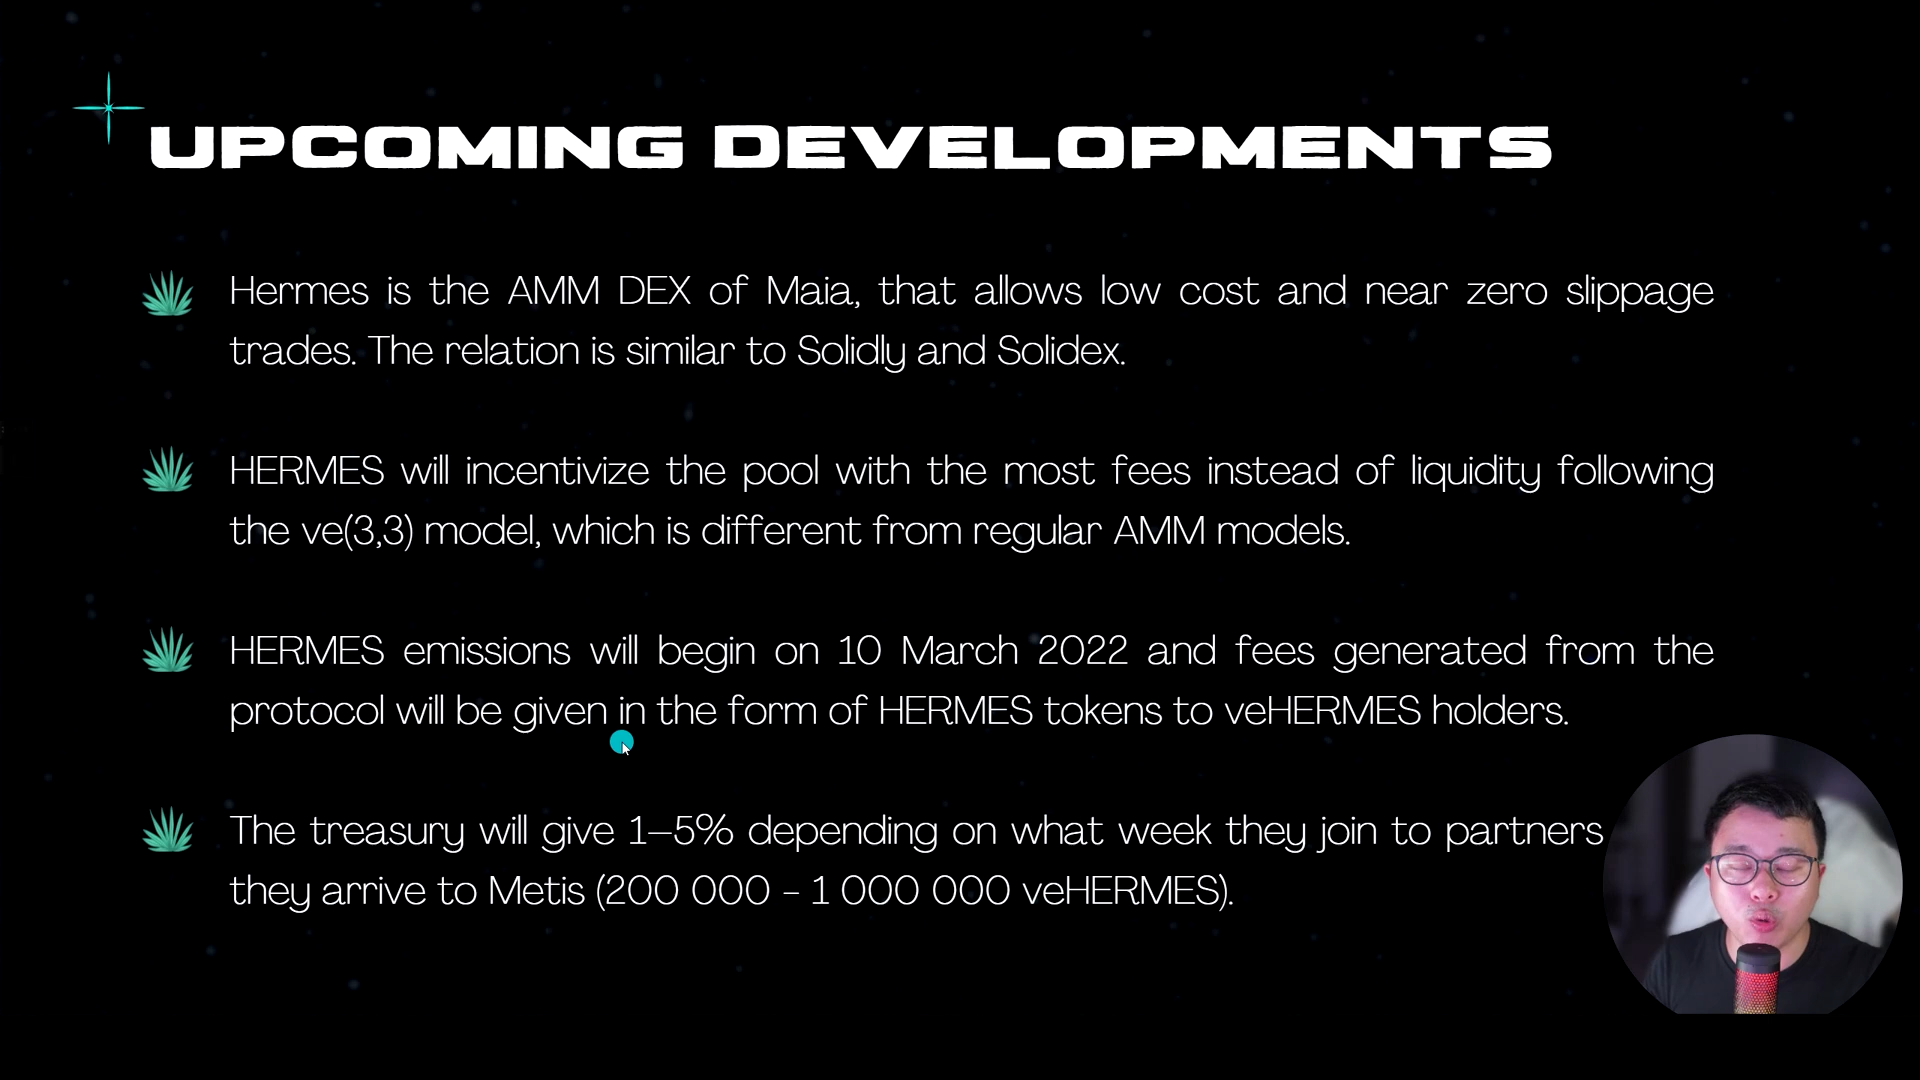 UPCOMING DEVELOPMENTS
Hermes is the AMM DEX of Maia, that allows low cost and near zero slippage
trades. The relation is similar to Solidly and Solidex.
HERMES will incentivize the pool with the most fees instead of liquidity following
the ve(3,3) model, which is different from regular AMM models.
HERMES emissions will begin on 10 March 2022 and fees generated from the
protocol will be given in the form of HERMES tokens to veHERMES holders.
The treasury will give 1–5% depending on what week they join to partners
they arrive to Metis (200 000 – 1 000 000 veHERMES).